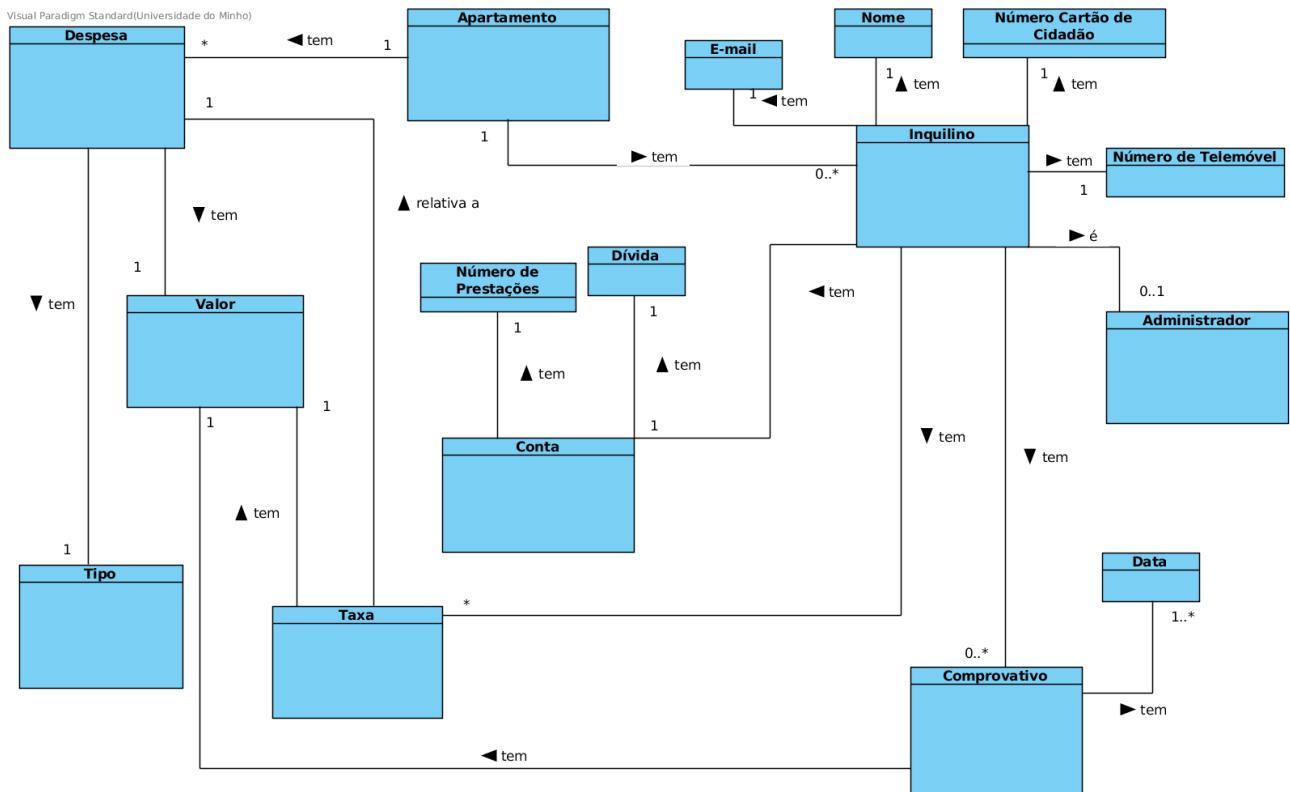 Visual Paradigm Standard(Universidade do Minho)
Despesa
*
tem
1
Apartamento
Nome
Número Cartão de
Cidadão
E-mail
1
tem
1
tem
1
tem
1
1
tem
0..*
Inquilino
tem
1
Número de Telemóvel
relativa a
tem
1
é
0..1
Administrador
Número de
Prestações
Dívida
tem
tem
Valor
1
1
1
tem
tem
1
1
tem
1
Conta
tem
tem
tem
1
Tipo
*
Taxa
Data
1..*
0..*
Comprovativo
tem
tem